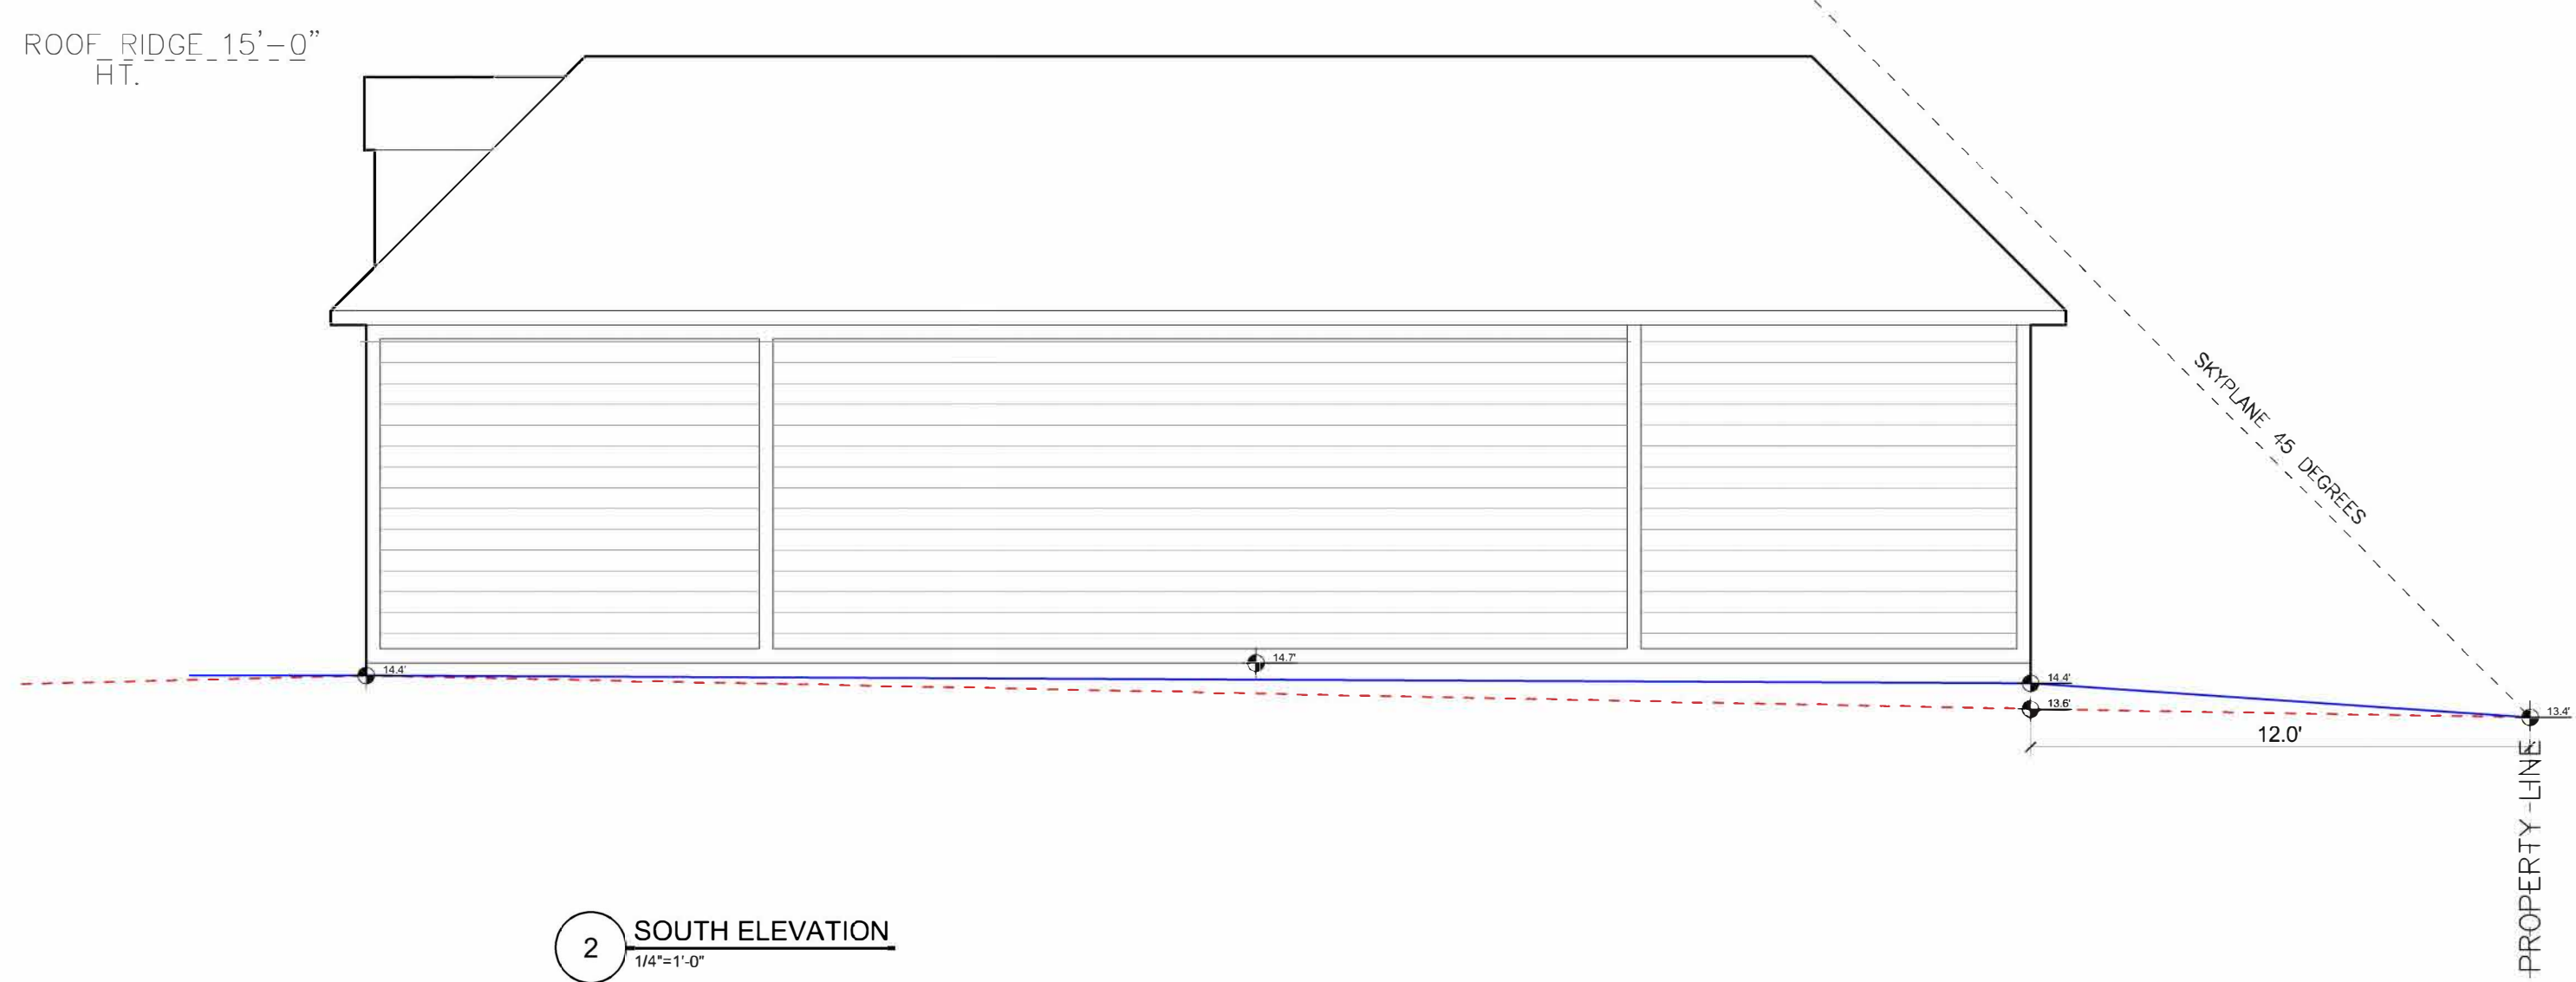 ROOF RIDGE 15'-0"
HT.
SKYPLANE 45 DEGREES
14.4'
14.7'
14.4'
13.6'
13.4'
12.0'
PROPERTY LINE
2
SOUTH ELEVATION
1/4"=1'-0"